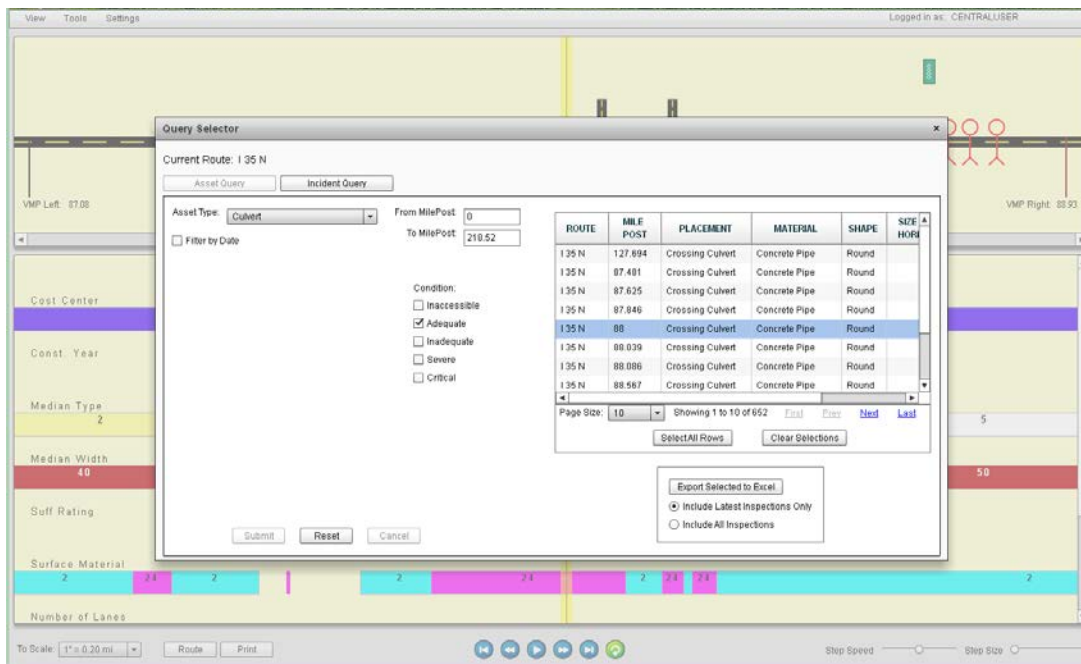 View Tools Settings Logged in as: CENTRALUSER
Query Selector x
Current Route: I 35 N
Asset Query Incident Query
VMP Left: 87.08
VMP Right: 88.93
Asset Type: Culvert
Filter by Date
From MilePost: 0
To MilePost: 218.52
Condition:
Inaccessible
Adequate
Inadequate
Severe
Critical
ROUTE MILE POST PLACEMENT MATERIAL SHAPE SIZE HORI
I 35 N 127.694 Crossing Culvert Concrete Pipe Round
I 35 N 87.481 Crossing Culvert Concrete Pipe Round
I 35 N 87.625 Crossing Culvert Concrete Pipe Round
I 35 N 87.846 Crossing Culvert Concrete Pipe Round
I 35 N 88 Crossing Culvert Concrete Pipe Round
I 35 N 88.039 Crossing Culvert Concrete Pipe Round
I 35 N 88.086 Crossing Culvert Concrete Pipe Round
I 35 N 88.567 Crossing Culvert Concrete Pipe Round
Page Size: 10 Showing 1 to 10 of 652 First Prev Next Last
Select All Rows Clear Selections
Export Selected to Excel
Include Latest Inspections Only
Include All Inspections
Submit Reset Cancel
Cost Center
Const. Year
Median Type
2 5
Median Width
40 50
Suff Rating
Surface Material
2 24 2 2 24 2 24 24 2
Number of Lanes
To Scale: 1" = 0.20 mi Route Print Step Speed Step Size